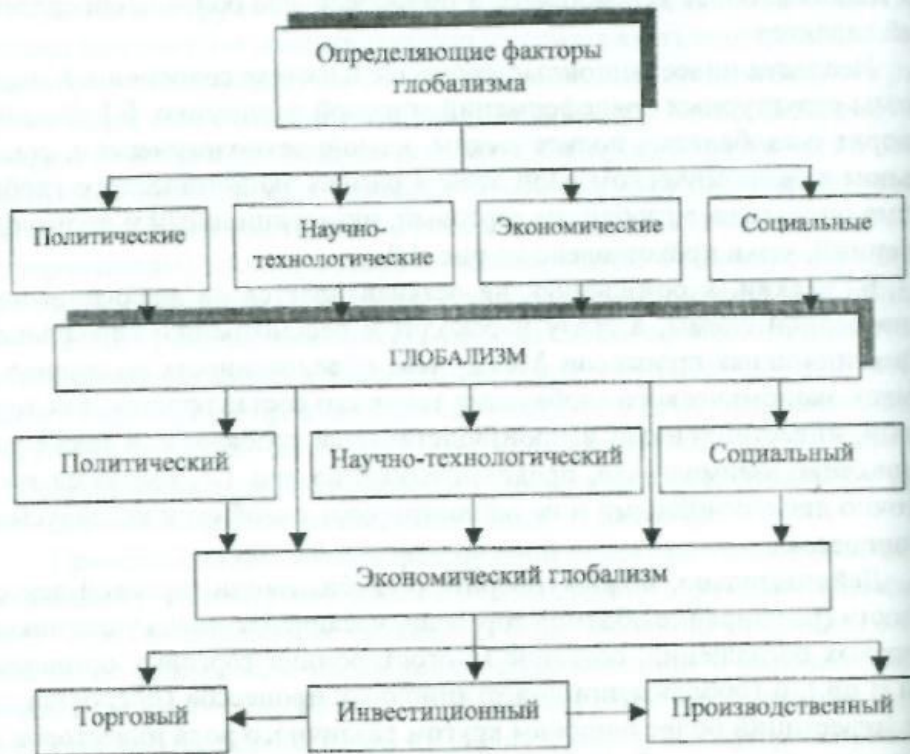 Определяющие факторы
глобализма
Политические
Научно-
технологические
Экономические
Социальные
ГЛОБАЛИЗМ
Политический
Научно-технологический
Социальный
Экономический глобализм
Торговый
Инвестиционный
Производственный